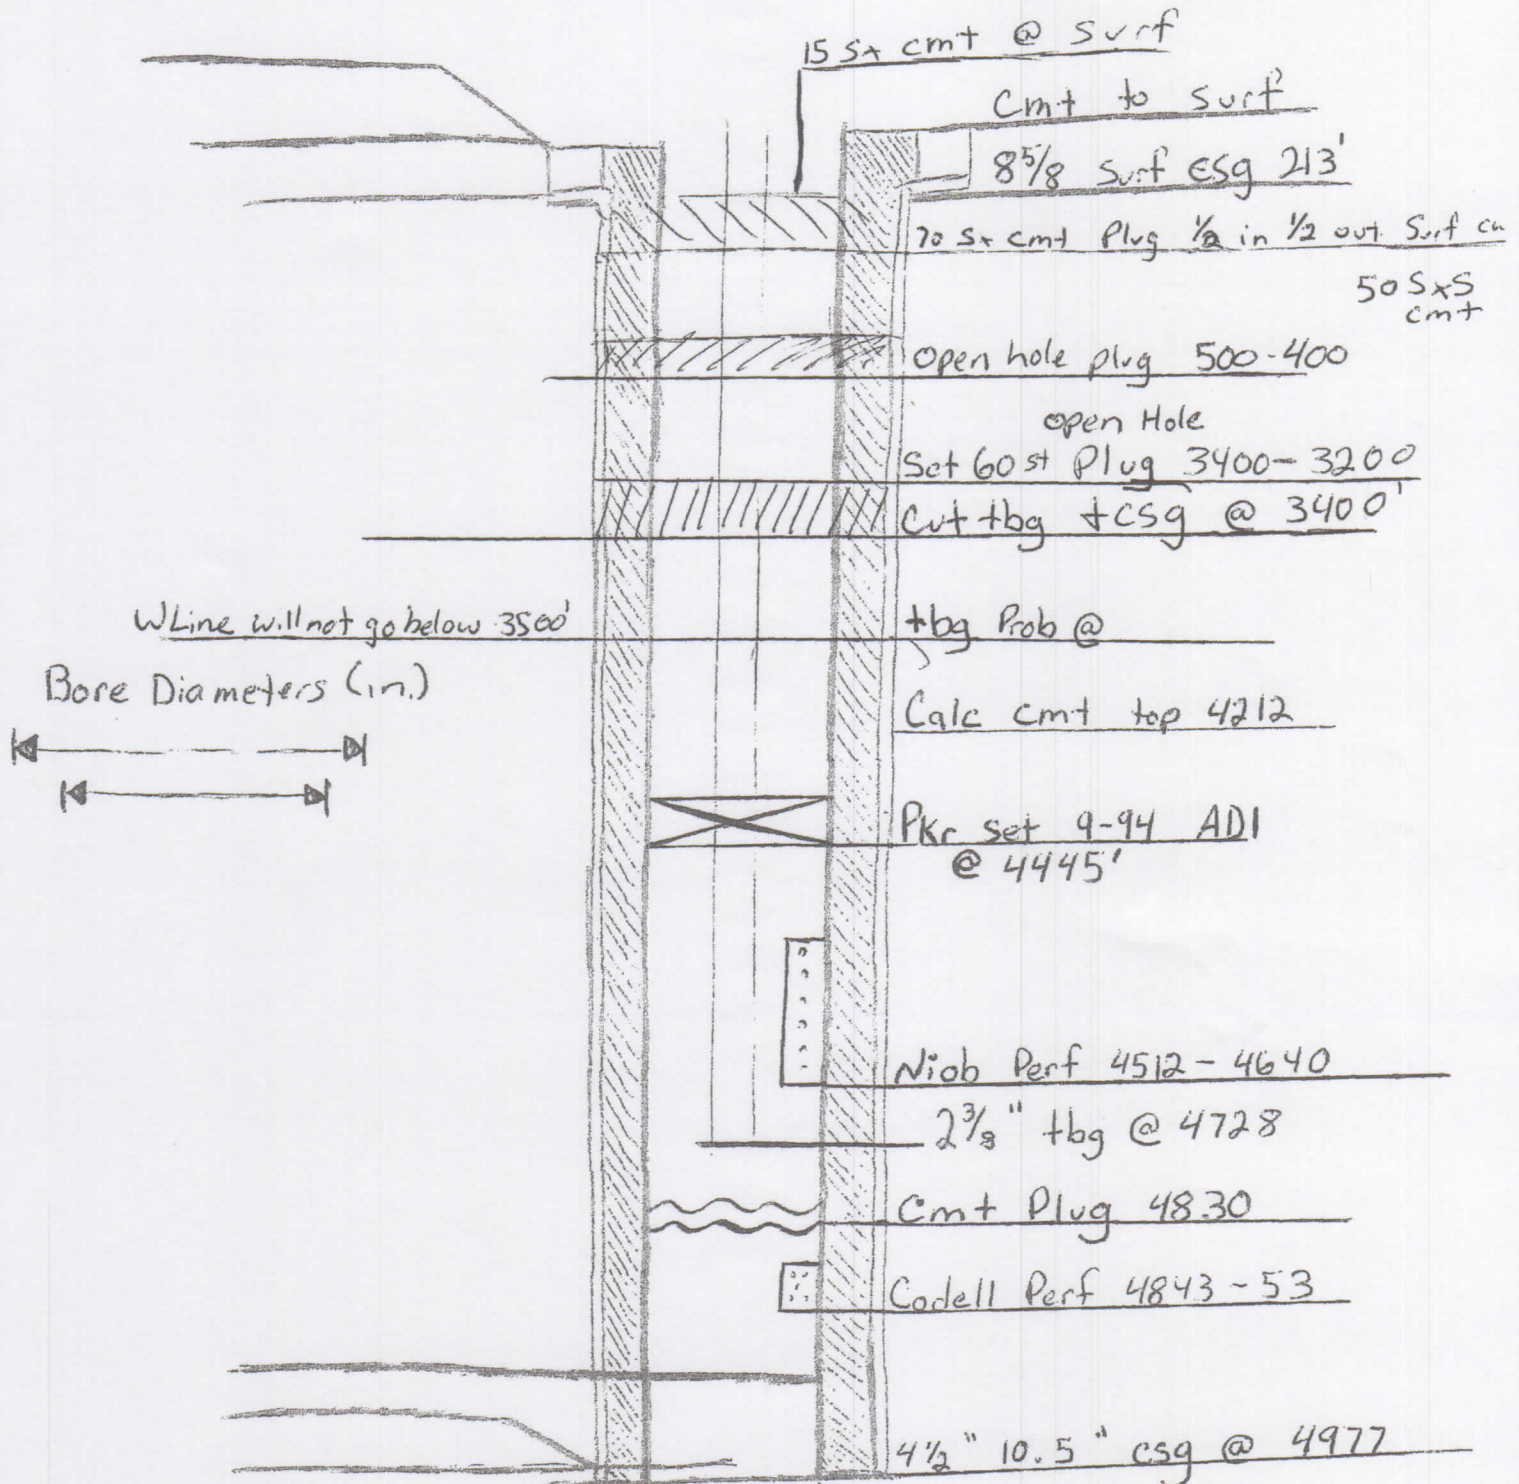 15 sx cmt @ surf
Cmt to surf
8 5/8 Surf csg 213'
70 sx cmt Plug 1/2 in 1/2 out Surf
50 SxS
cmt
open hole plug 500-400
open Hole
Set 60 st Plug 3400-3200
Cut tbg + csg @ 3400'
WLine will not go below 3500'
tbg Prob @
Bore Diameters (in.)
Calc cmt top 4212
Pkr set 9-94 ADI
@ 4445'
Niob Perf 4512-4640
2 3/8" tbg @ 4728
Cmt Plug 4830
Codell Perf 4843-53
4 1/2" 10.5" csg @ 4977